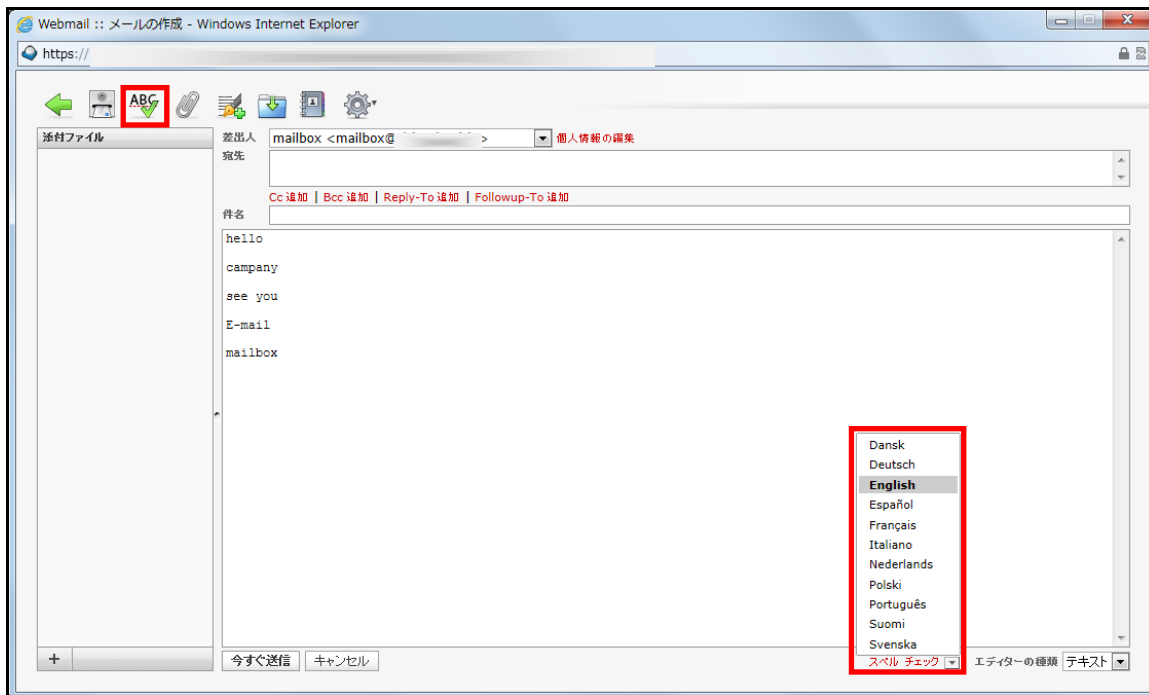 Webmail :: メールの作成 - Windows Internet Explorer
https://
ABC
添付ファイル
差出人 mailbox <mailbox@ > 個人情報の編集
宛先
Cc 追加 | Bcc 追加 | Reply-To 追加 | Followup-To 追加
件名
hello
campany
see you
E-mail
mailbox
Dansk
Deutsch
English
Español
Français
Italiano
Nederlands
Polski
Português
Suomi
Svenska
+ 今すぐ送信 キャンセル スペル チェック エディターの種類 テキスト